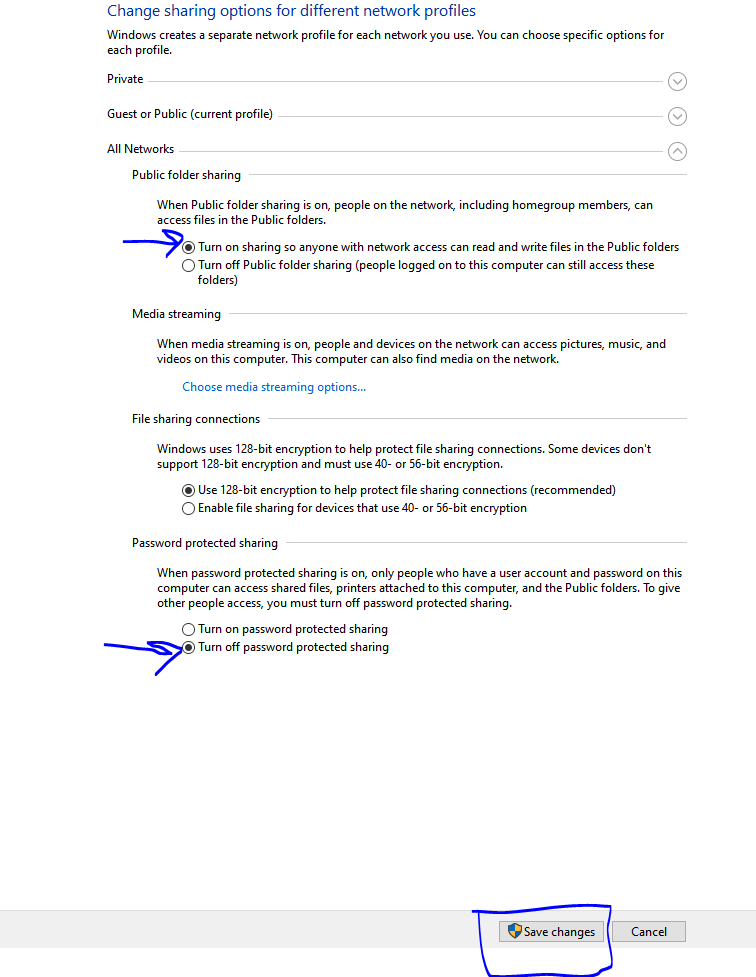 Change sharing options for different network profiles
Windows creates a separate network profile for each network you use. You can choose specific options for
each profile.
Private
Guest or Public (current profile)
All Networks
Public folder sharing
When Public folder sharing is on, people on the network, including homegroup members, can
access files in the Public folders.
Turn on sharing so anyone with network access can read and write files in the Public folders
Turn off Public folder sharing (people logged on to this computer can still access these
folders)
Media streaming
When media streaming is on, people and devices on the network can access pictures, music, and
videos on this computer. This computer can also find media on the network.
Choose media streaming options...
File sharing connections
Windows uses 128-bit encryption to help protect file sharing connections. Some devices don't
support 128-bit encryption and must use 40- or 56-bit encryption.
Use 128-bit encryption to help protect file sharing connections (recommended)
Enable file sharing for devices that use 40- or 56-bit encryption
Password protected sharing
When password protected sharing is on, only people who have a user account and password on this
computer can access shared files, printers attached to this computer, and the Public folders. To give
other people access, you must turn off password protected sharing.
Turn on password protected sharing
Turn off password protected sharing
Save changes Cancel